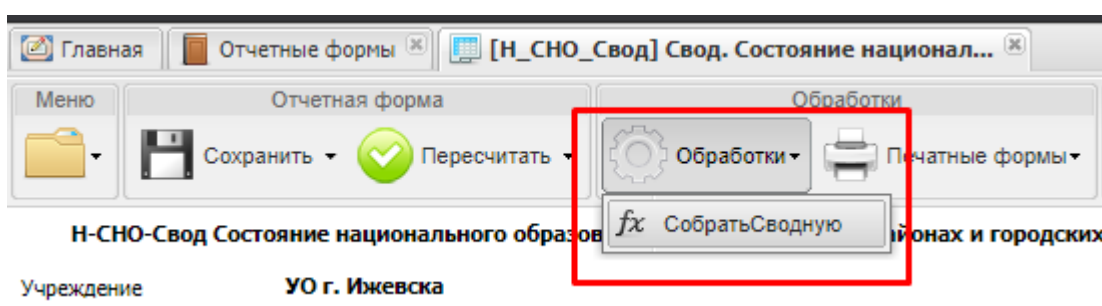 Главная Отчетные формы [Н_СНО_Свод] Свод. Состояние национал...
Меню Отчетная форма Обработки
Сохранить Пересчитать Обработки Печатные формы
fx СобратьСводную
Н-СНО-Свод Состояние национального образов йонах и городских
Учреждение УО г. Ижевска